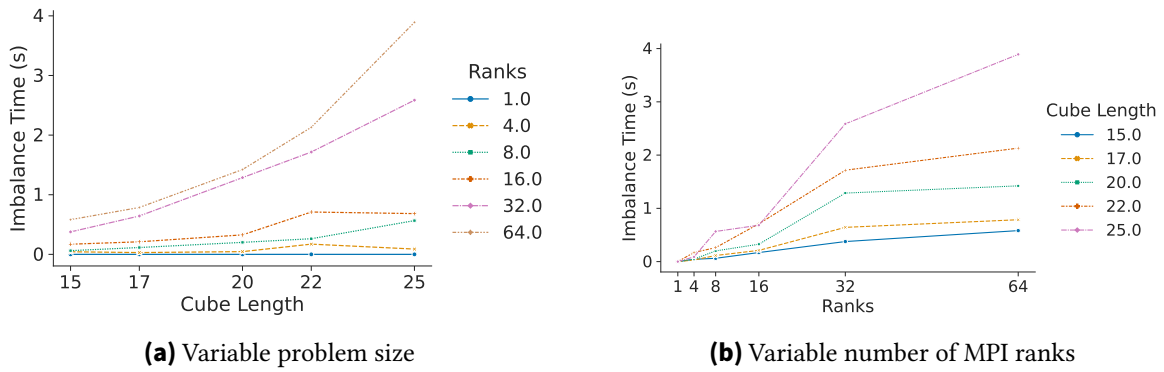 4
3
2
1
0
Imbalance Time (s)
15 17 20 22 25
Cube Length
Ranks
1.0
4.0
8.0
16.0
32.0
64.0
(a) Variable problem size
4
3
2
1
0
Imbalance Time (s)
1 4 8 16 32 64
Ranks
Cube Length
15.0
17.0
20.0
22.0
25.0
(b) Variable number of MPI ranks